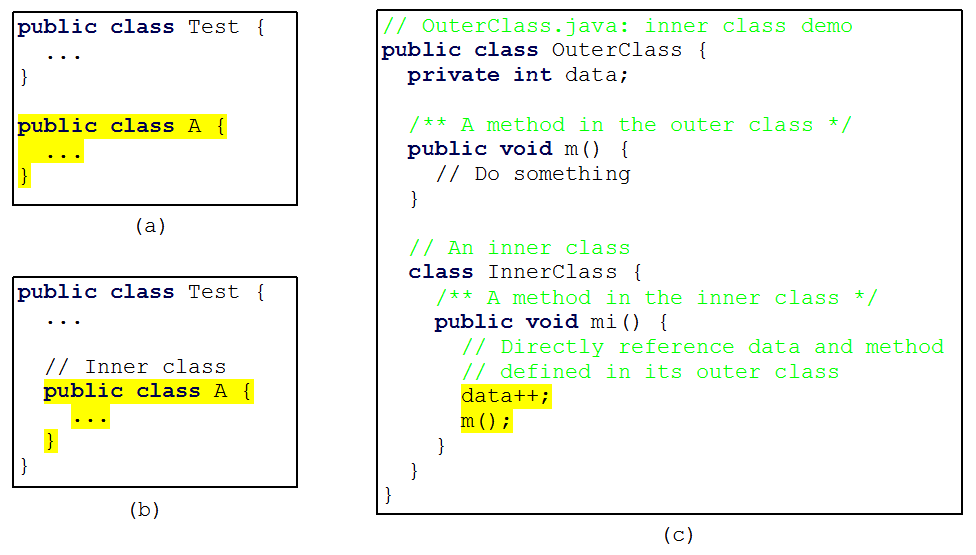 public class Test {
  ...
}

public class A {
  ...
}
(a)
public class Test {
  ...

  // Inner class
  public class A {
    ...
  }
}
(b)
// OuterClass.java: inner class demo
public class OuterClass {
  private int data;

  /** A method in the outer class */
  public void m() {
    // Do something
  }

  // An inner class
  class InnerClass {
    /** A method in the inner class */
    public void mi() {
      // Directly reference data and method
      // defined in its outer class
      data++;
      m();
    }
  }
}
(c)